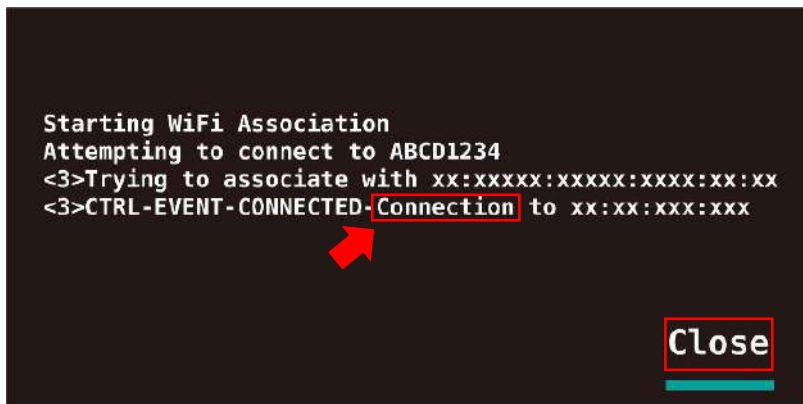 Starting WiFi Association
Attempting to connect to ABCD1234
<3>Trying to associate with xx:xxxxx:xxxxx:xxxx:xx:xx
<3>CTRL-EVENT-CONNECTED-Connection to xx:xx:xxx:xxx
Close